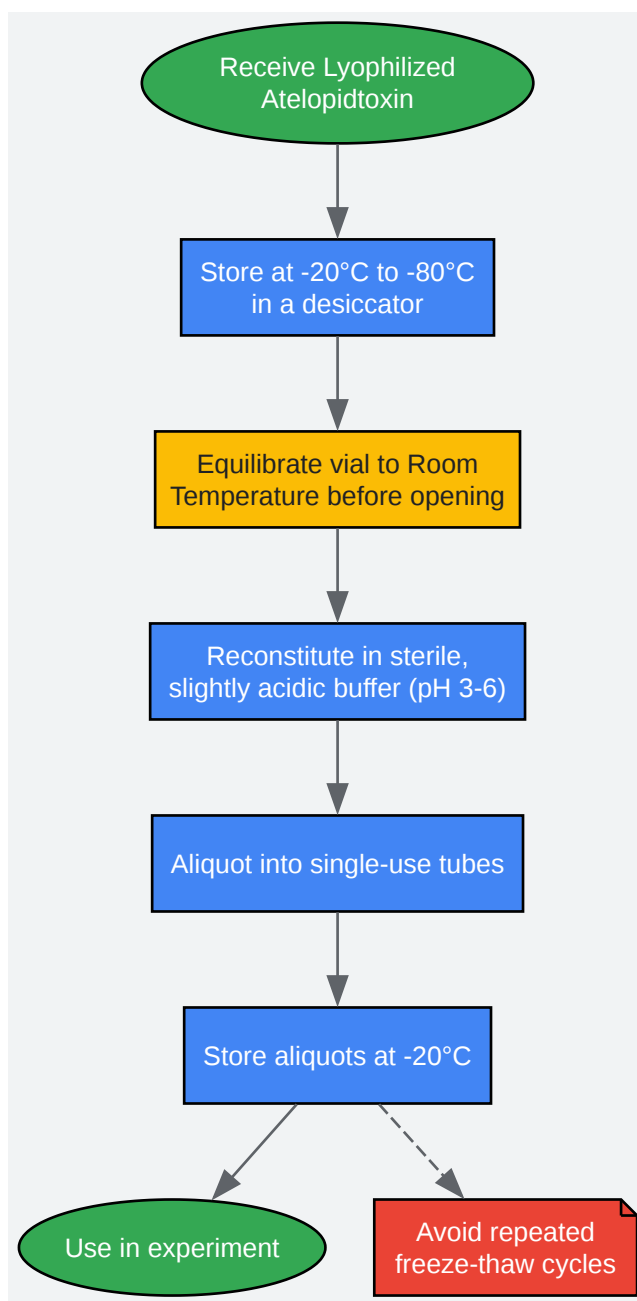 Receive Lyophilized
Atelopidtoxin
Store at -20°C to -80°C
in a desiccator
Equilibrate vial to Room
Temperature before opening
Reconstitute in sterile,
slightly acidic buffer (pH 3-6)
Aliquot into single-use tubes
Store aliquots at -20°C
Use in experiment
Avoid repeated
freeze-thaw cycles